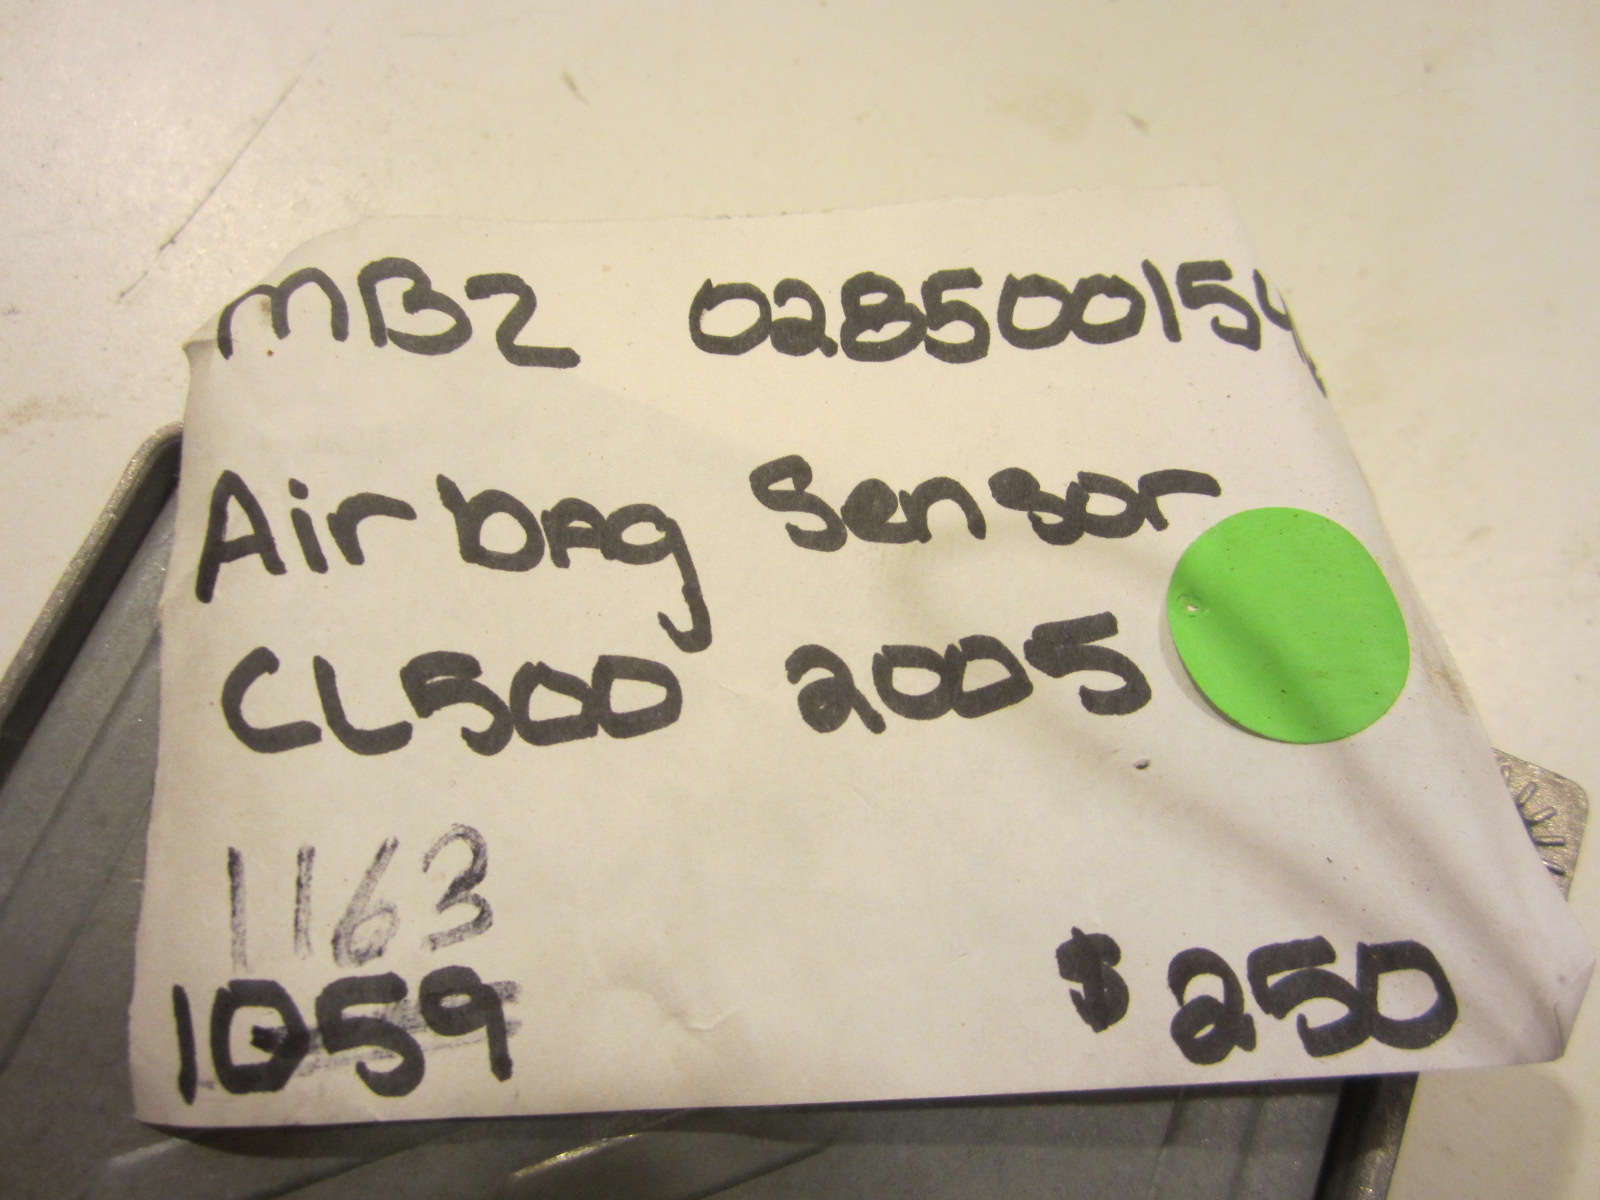 MBZ 028500154
Airbag Sensor
CL500 2005
1163
1059
$250